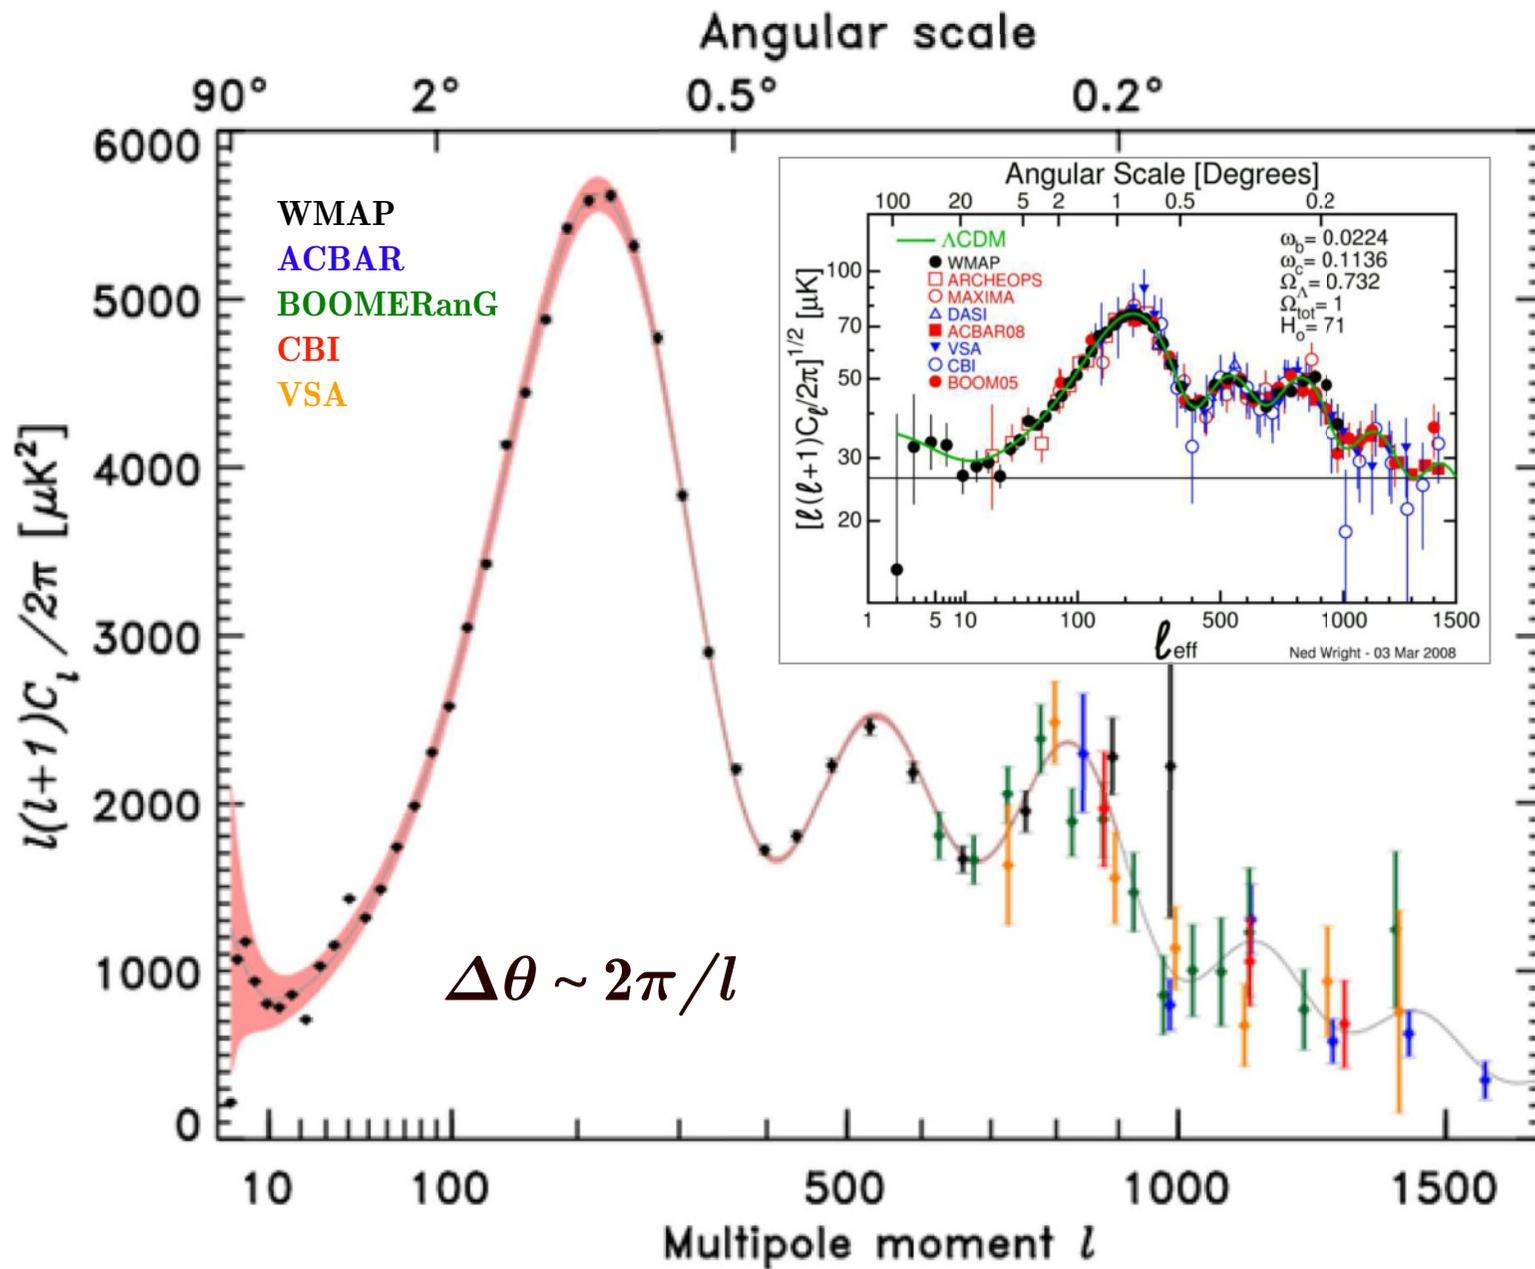 Angular scale
90° 2° 0.5° 0.2°
6000
5000
4000
3000
2000
1000
0
l(l+1)C_l/2π [μK²]
WMAP
ACBAR
BOOMERanG
CBI
VSA
Δθ ~ 2π/l
10 100 500 1000 1500
Multipole moment l
Angular Scale [Degrees]
100 20 5 2 1 0.5 0.2
ΛCDM
WMAP
ARCHEOPS
MAXIMA
DASI
ACBAR08
VSA
CBI
BOOM05
ω_b= 0.0224
ω_c= 0.1136
Ω_Λ= 0.732
Ω_tot= 1
H_o= 71
[ℓ(ℓ+1)C_ℓ/2π]^1/2 [μK]
100
70
50
30
20
1 5 10 100 500 1000 1500
ℓ_eff
Ned Wright - 03 Mar 2008